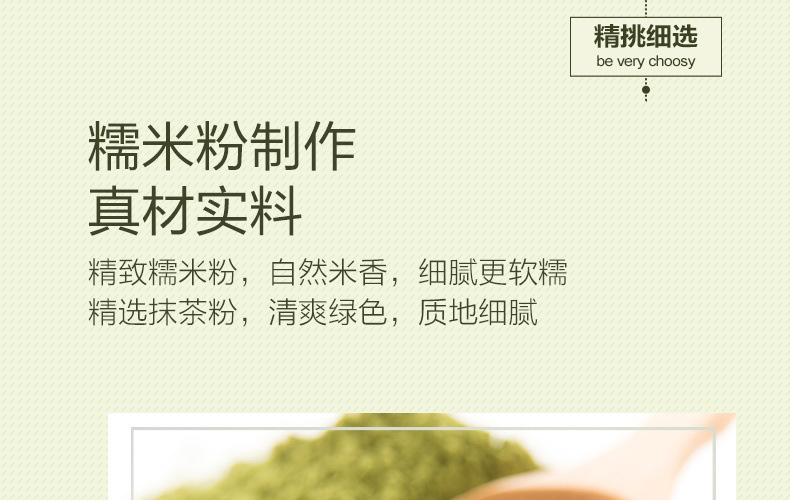 精挑细选
be very choosy
糯米粉制作
真材实料
精致糯米粉，自然米香，细腻更软糯
精选抹茶粉，清爽绿色，质地细腻